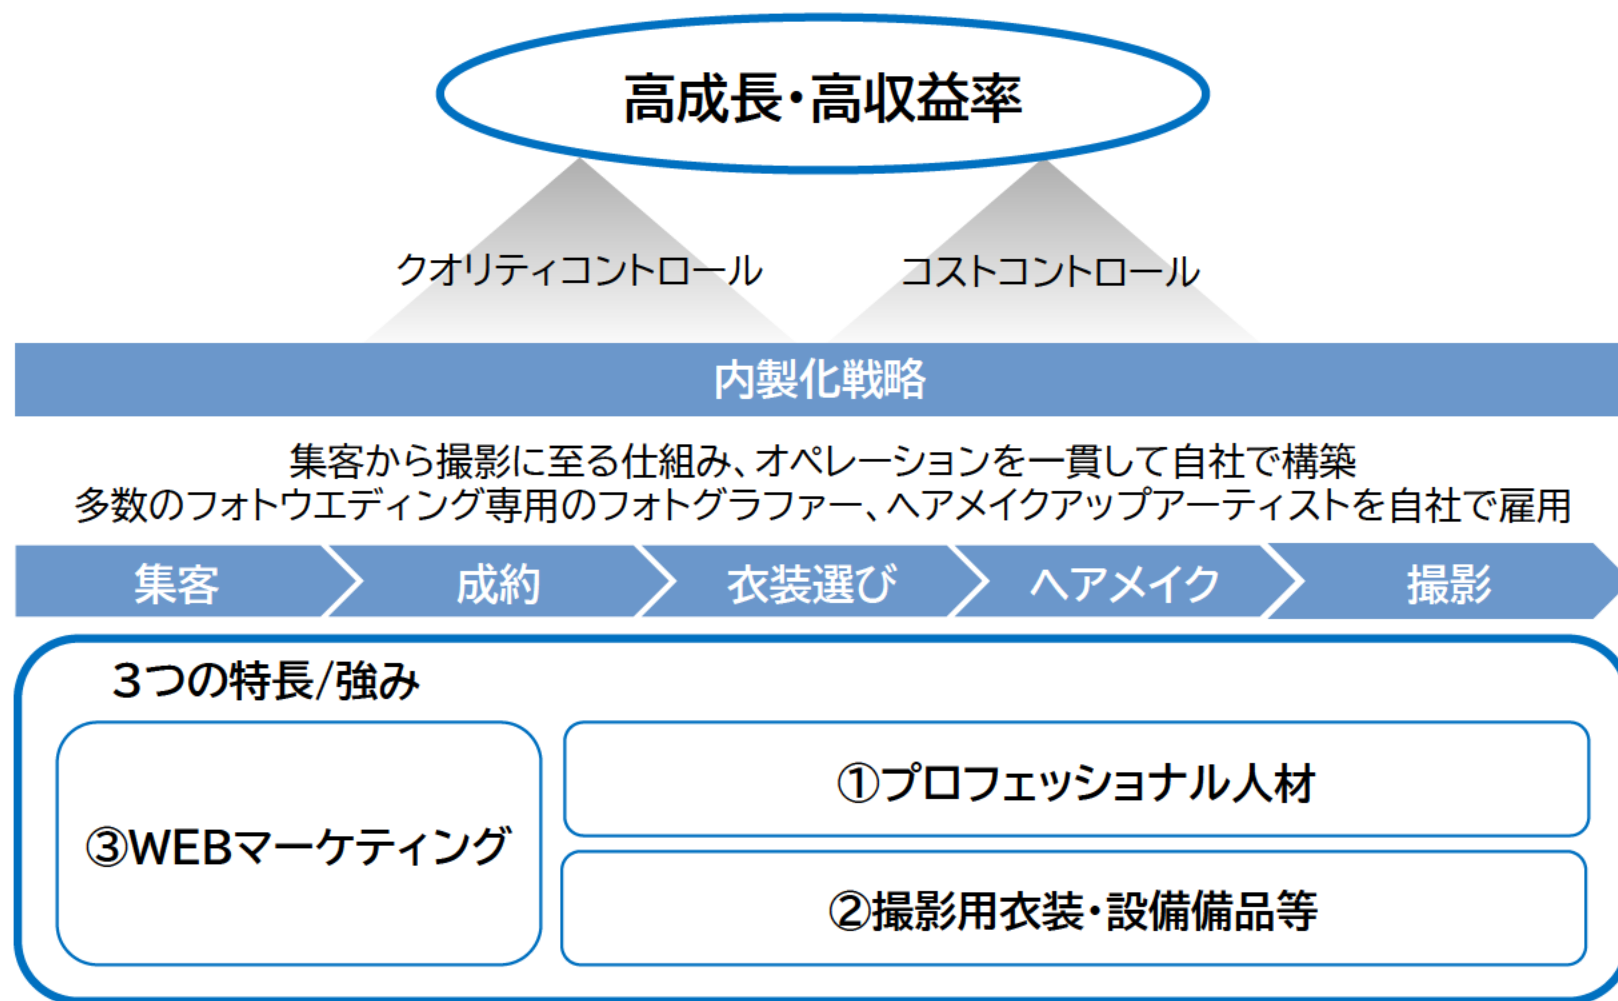 高成長・高収益率
クオリティコントロール
コストコントロール
内製化戦略
集客から撮影に至る仕組み、オペレーションを一貫して自社で構築
多数のフォトウエディング専用のフォトグラファー、ヘアメイクアップアーティストを自社で雇用
集客
成約
衣装選び
ヘアメイク
撮影
3つの特長/強み
①プロフェッショナル人材
③WEBマーケティング
②撮影用衣装・設備備品等